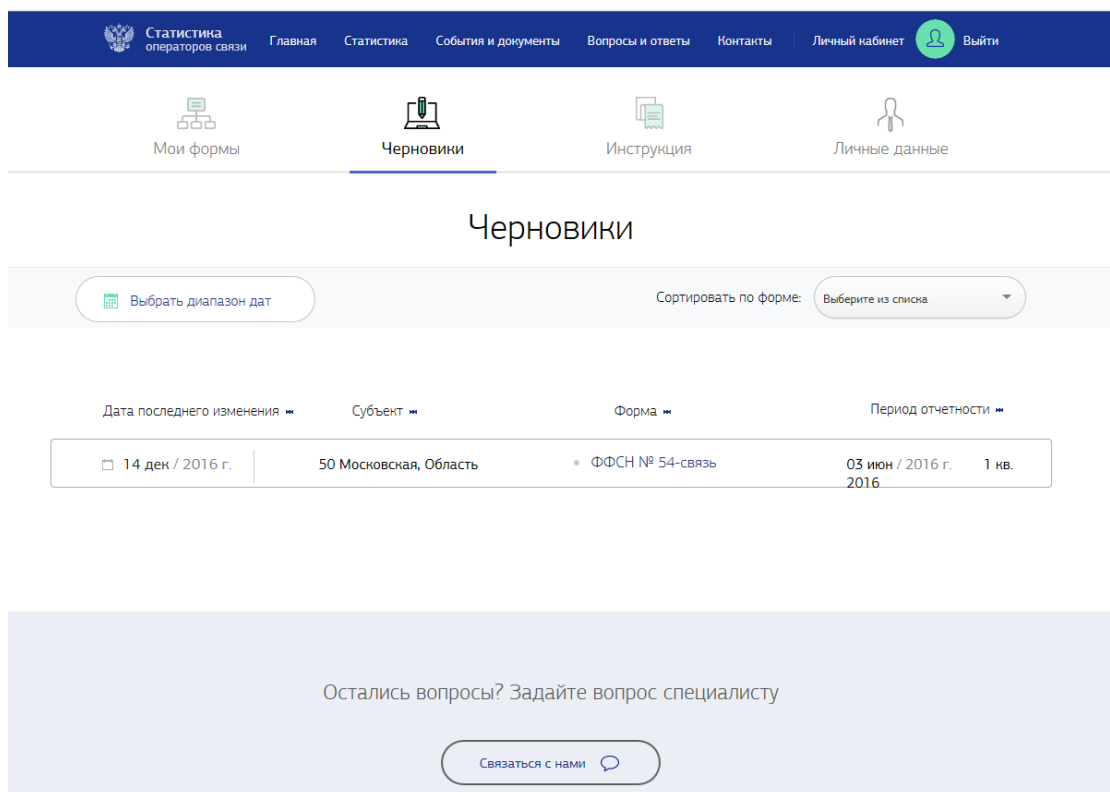 Статистика
операторов связи
Главная Статистика События и документы Вопросы и ответы Контакты Личный кабинет Выйти
Мои формы Черновики Инструкция Личные данные
Черновики
Выбрать диапазон дат Сортировать по форме: Выберите из списка
Дата последнего изменения Субъект Форма Период отчетности
14 дек / 2016 г. 50 Московская, Область ФФСН № 54-связь 03 июн / 2016 г. 1 кв.
2016
Остались вопросы? Задайте вопрос специалисту
Связаться с нами